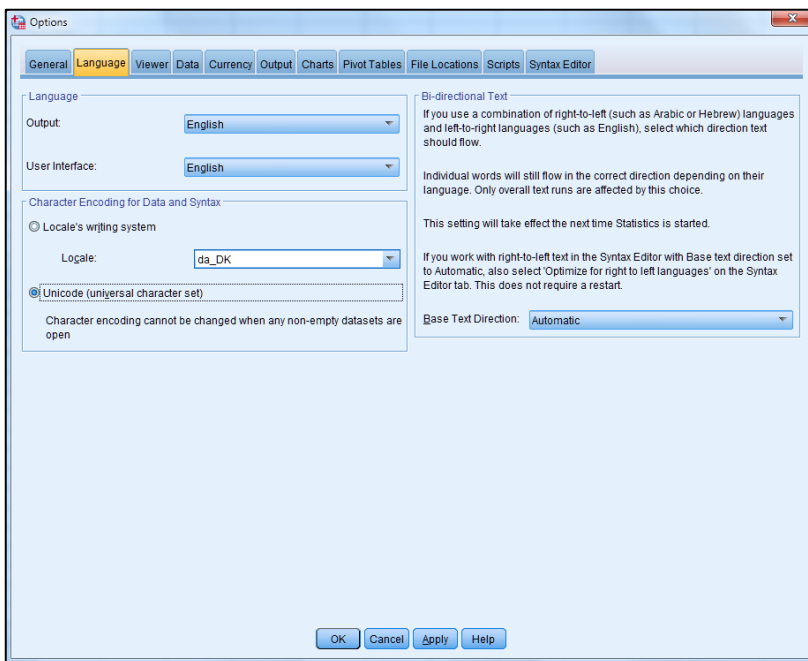 Options
General Language Viewer Data Currency Output Charts Pivot Tables File Locations Scripts Syntax Editor
Language
Output: English
User Interface: English
Character Encoding for Data and Syntax
Locale's writing system
Locale: da_DK
Unicode (universal character set)
Character encoding cannot be changed when any non-empty datasets are
open
Bi-directional Text
If you use a combination of right-to-left (such as Arabic or Hebrew) languages
and left-to-right languages (such as English), select which direction text
should flow.
Individual words will still flow in the correct direction depending on their
language. Only overall text runs are affected by this choice.
This setting will take effect the next time Statistics is started.
If you work with right-to-left text in the Syntax Editor with Base text direction set
to Automatic, also select 'Optimize for right to left languages' on the Syntax
Editor tab. This does not require a restart.
Base Text Direction: Automatic
OK Cancel Apply Help